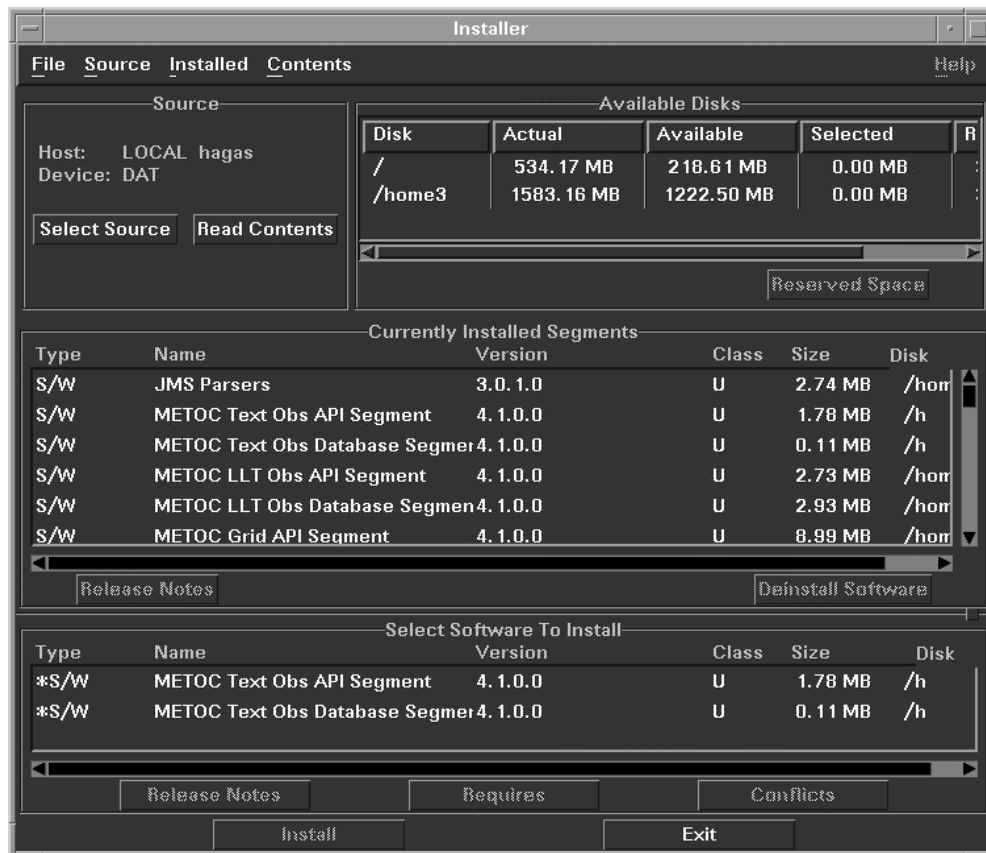 Installer
File Source Installed Contents Help
Source
Host: LOCAL hagas
Device: DAT
Select Source Read Contents
Available Disks
Disk Actual Available Selected R
/ 534.17 MB 218.61 MB 0.00 MB
/home3 1583.16 MB 1222.50 MB 0.00 MB
Reserved Space
Currently Installed Segments
Type Name Version Class Size Disk
S/W JMS Parsers 3.0.1.0 U 2.74 MB /hom
S/W METOC Text Obs API Segment 4.1.0.0 U 1.78 MB /h
S/W METOC Text Obs Database Segmer 4.1.0.0 U 0.11 MB /h
S/W METOC LLT Obs API Segment 4.1.0.0 U 2.73 MB /hom
S/W METOC LLT Obs Database Segmen 4.1.0.0 U 2.93 MB /hom
S/W METOC Grid API Segment 4.1.0.0 U 8.99 MB /hom
Release Notes Deinstall Software
Select Software To Install
Type Name Version Class Size Disk
*S/W METOC Text Obs API Segment 4.1.0.0 U 1.78 MB /h
*S/W METOC Text Obs Database Segmer 4.1.0.0 U 0.11 MB /h
Release Notes Requires Conflicts
Install Exit